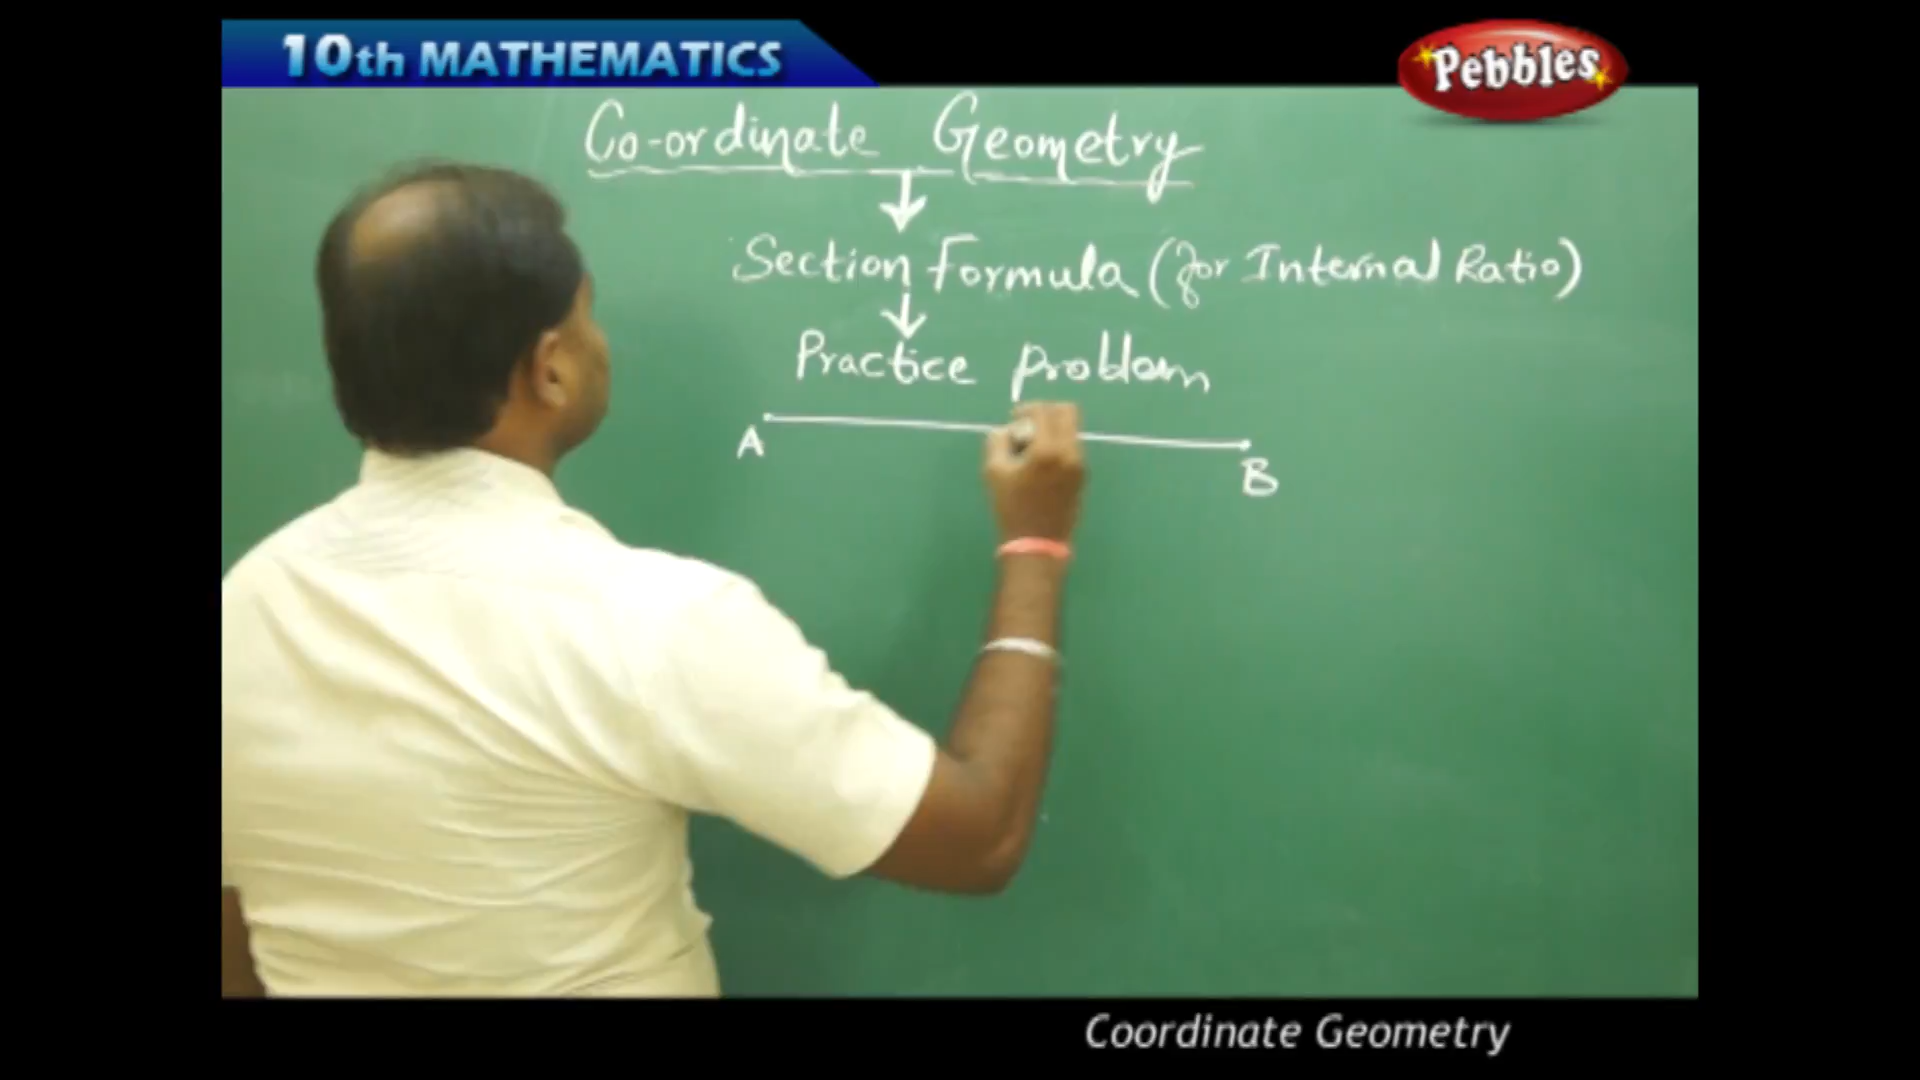 10th MATHEMATICS
Pebbles
Co-ordinate Geometry
Section Formula (for Internal Ratio)
Practice problem
A
B
Coordinate Geometry